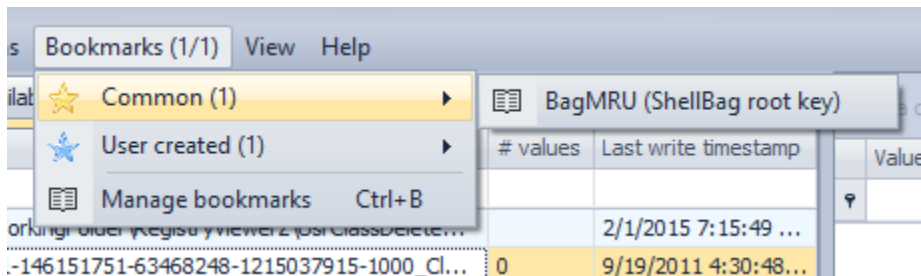 s Bookmarks (1/1) View Help
Common (1)
BagMRU (ShellBag root key)
User created (1)
# values Last write timestamp
Value
Manage bookmarks Ctrl+B
2/1/2015 7:15:49 ...
-146151751-63468248-1215037915-1000_Cl... 0 9/19/2011 4:30:48...